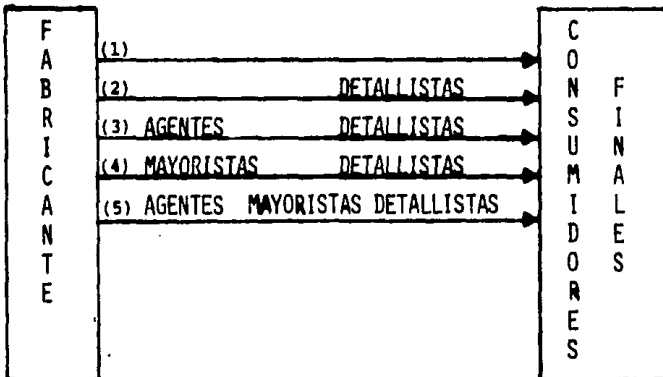 FABRICANTE
(1)
(2) DETALLISTAS
(3) AGENTES DETALLISTAS
(4) MAYORISTAS DETALLISTAS
(5) AGENTES MAYORISTAS DETALLISTAS
CONSUMIDORES
FINALES